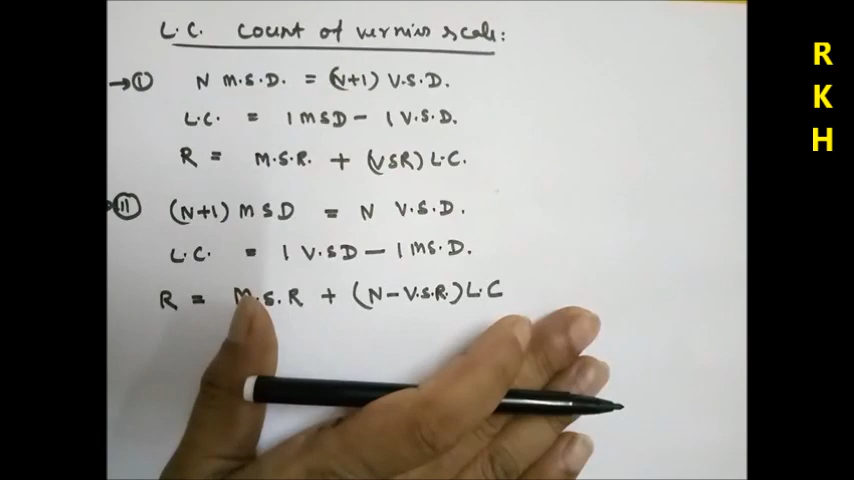 L.C. Count of vernier scale:
→ I N M.S.D. = (N+1) V.S.D.
L.C. = 1 MSD - 1 V.S.D.
R = M.S.R. + (VSR) L.C.
II (N+1) MSD = N V.S.D.
L.C. = 1 V.SD - 1 MS.D.
R = M.S.R + (N-V.S.R.) L.C
R
K
H